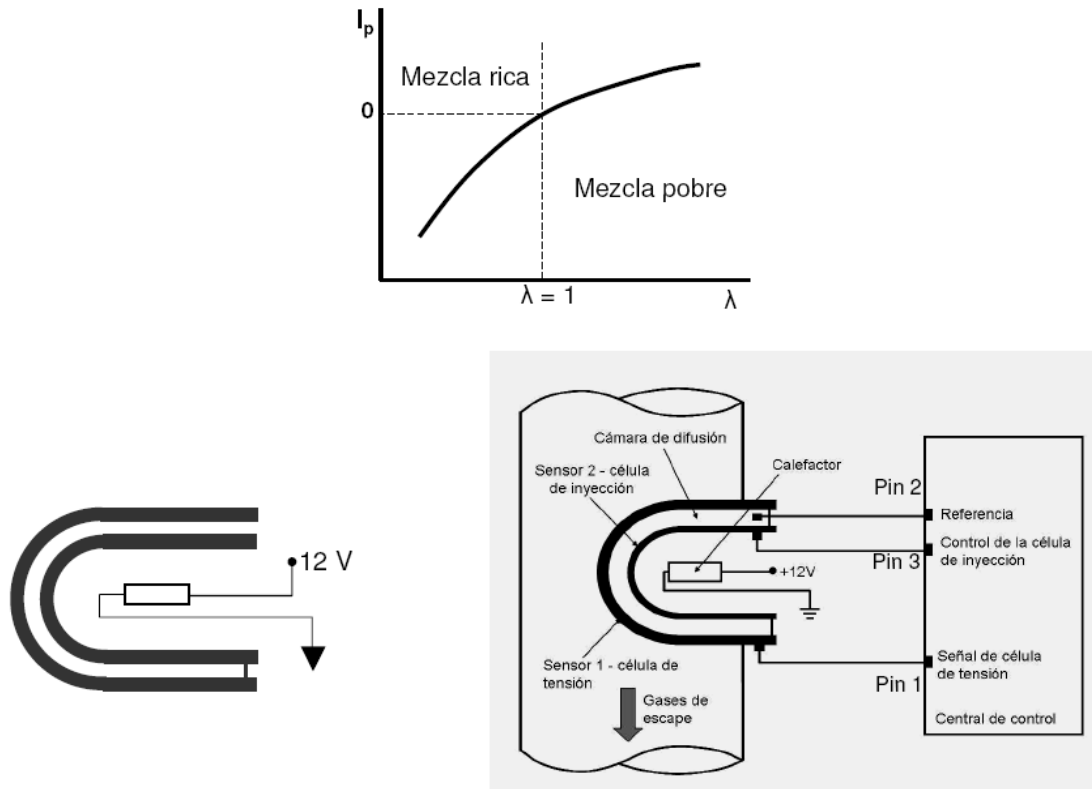 Ip
Mezcla rica
0
Mezcla pobre
λ = 1
λ
12 V
Cámara de difusión
Calefactor
Sensor 2 - célula
de inyección
Pin 2
Referencia
Control de la célula
de inyección
Pin 3
+12V
Sensor 1 - célula de
tensión
Señal de célula
de tensión
Pin 1
Gases de
escape
Central de control